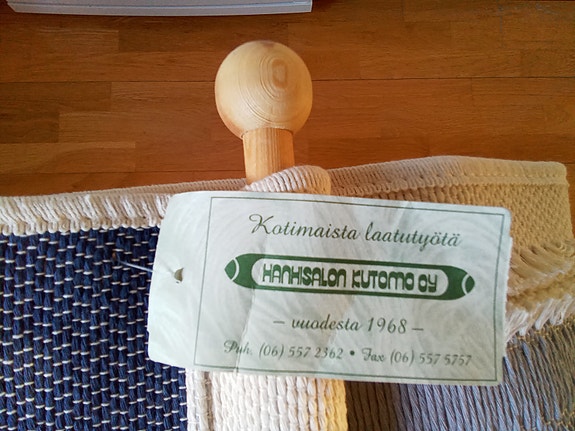 Kotimaista laatutyötä
HANHISALON KUTOMO OY
– vuodesta 1968 –
Puh. (06) 557 2362 • Fax (06) 557 5757